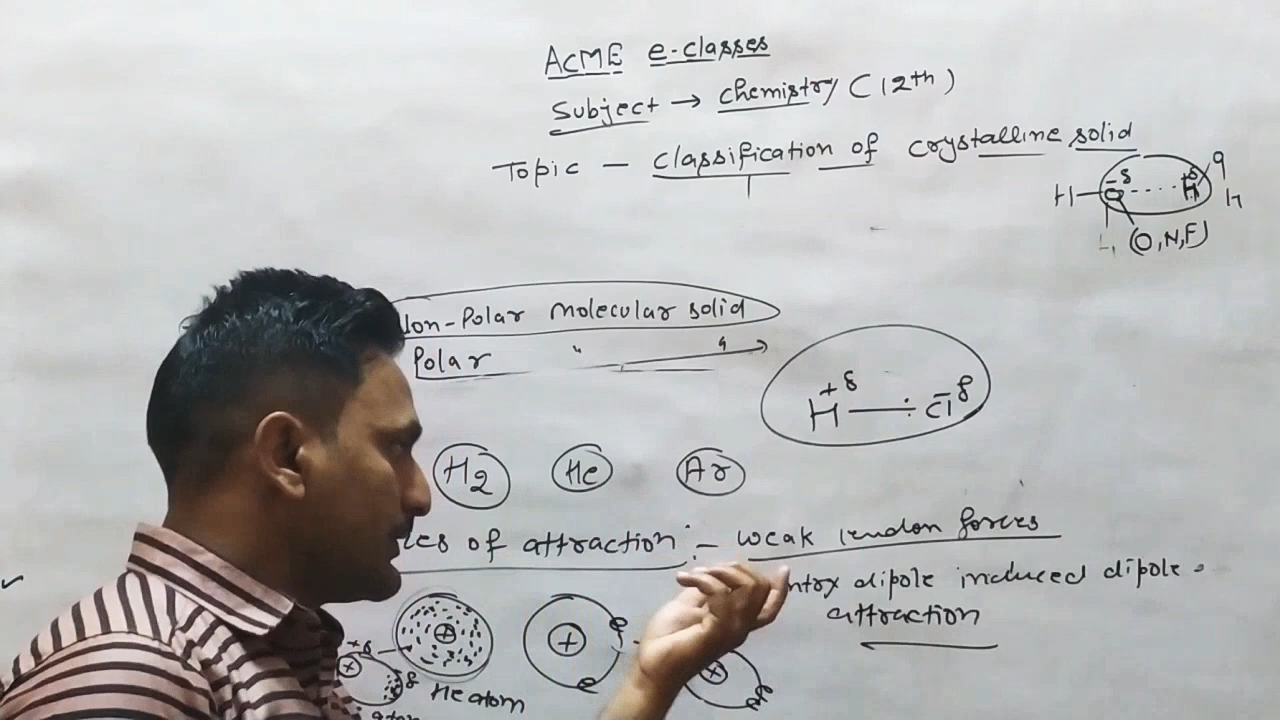 ACME e-classes
Subject → chemistry (12th)
Topic — classification of crystalline solid
H — O ···· H
-δ +δ
(O,N,F)
Non-Polar molecular solid
Polar " "
+δ -δ
H — Cl
H2 He Ar
ces of attraction :- weak london forces
dipole induced dipole
attraction
+δ
δ
He atom